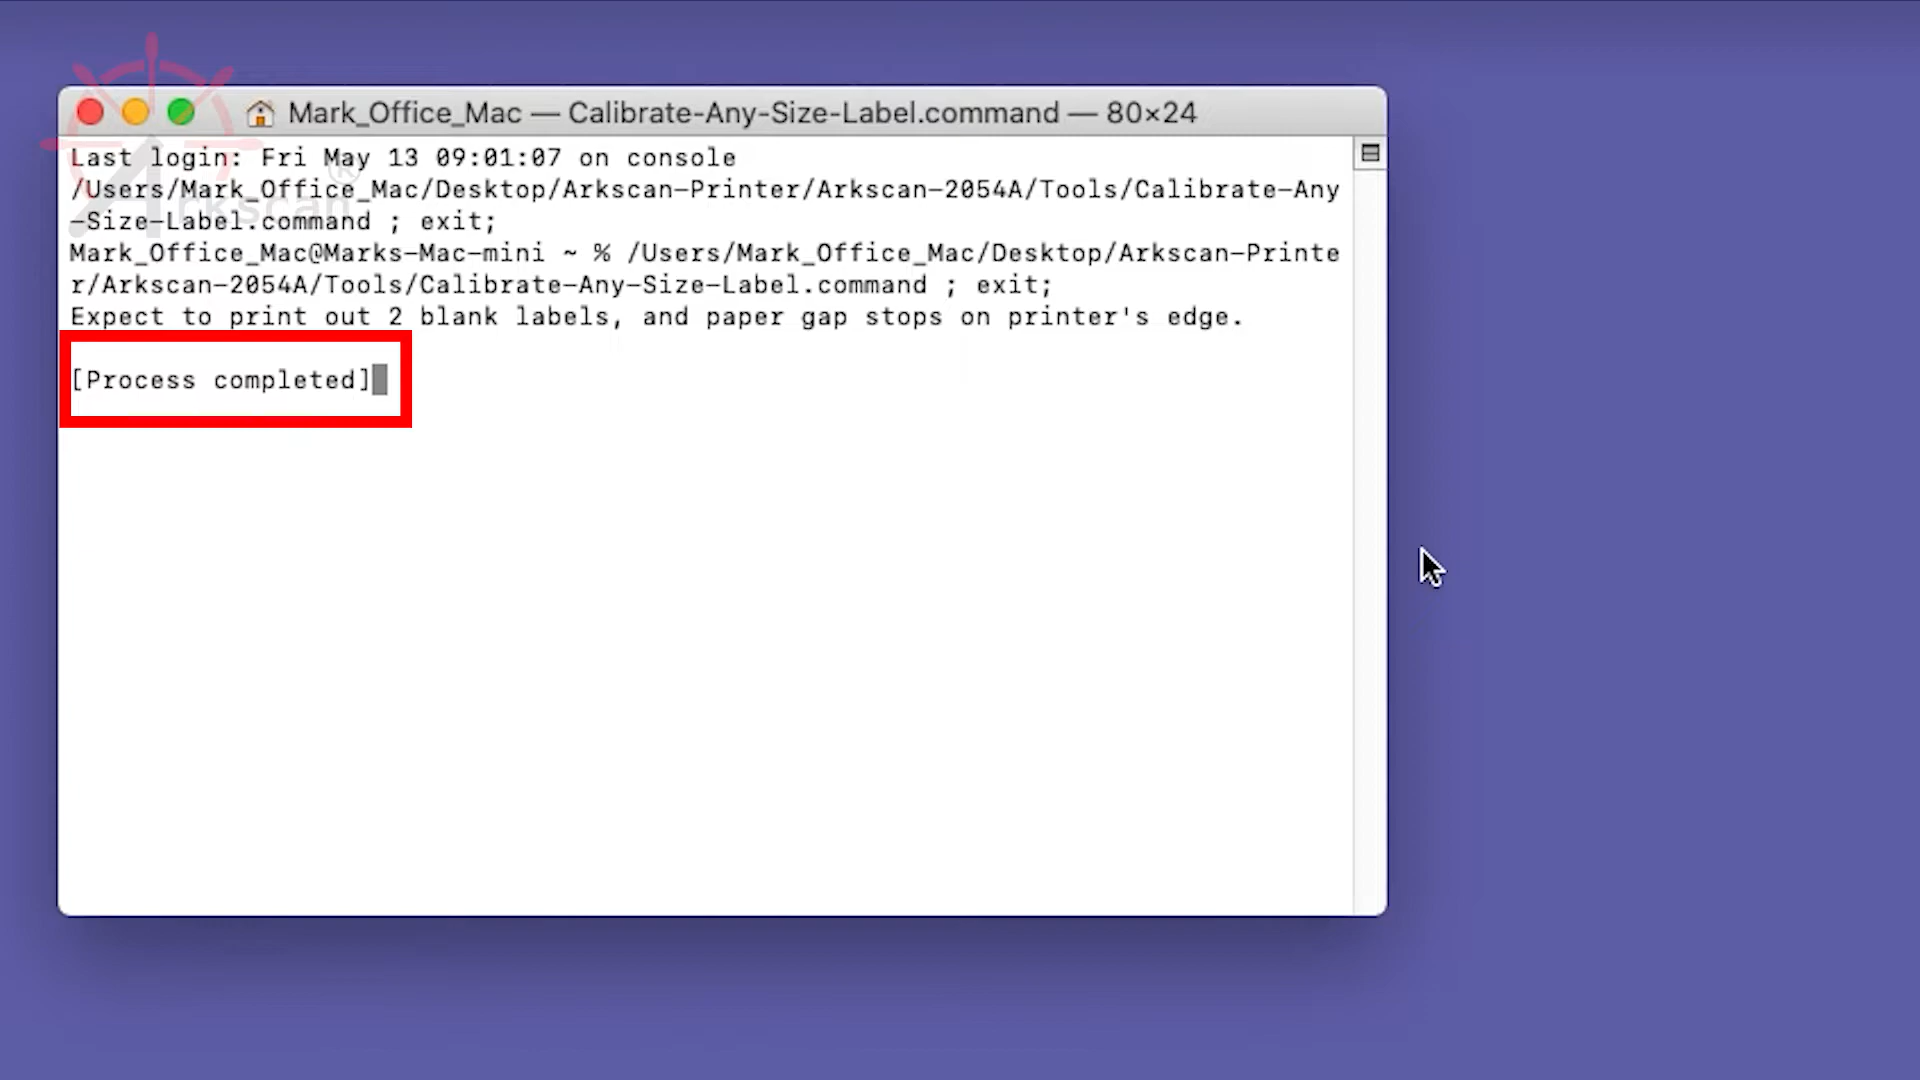 Mark_Office_Mac — Calibrate-Any-Size-Label.command — 80×24
Last login: Fri May 13 09:01:07 on console
/Users/Mark_Office_Mac/Desktop/Arkscan-Printer/Arkscan-2054A/Tools/Calibrate-Any
-Size-Label.command ; exit;
Mark_Office_Mac@Marks-Mac-mini ~ % /Users/Mark_Office_Mac/Desktop/Arkscan-Printe
r/Arkscan-2054A/Tools/Calibrate-Any-Size-Label.command ; exit;
Expect to print out 2 blank labels, and paper gap stops on printer's edge.
[Process completed]
Arkscan®